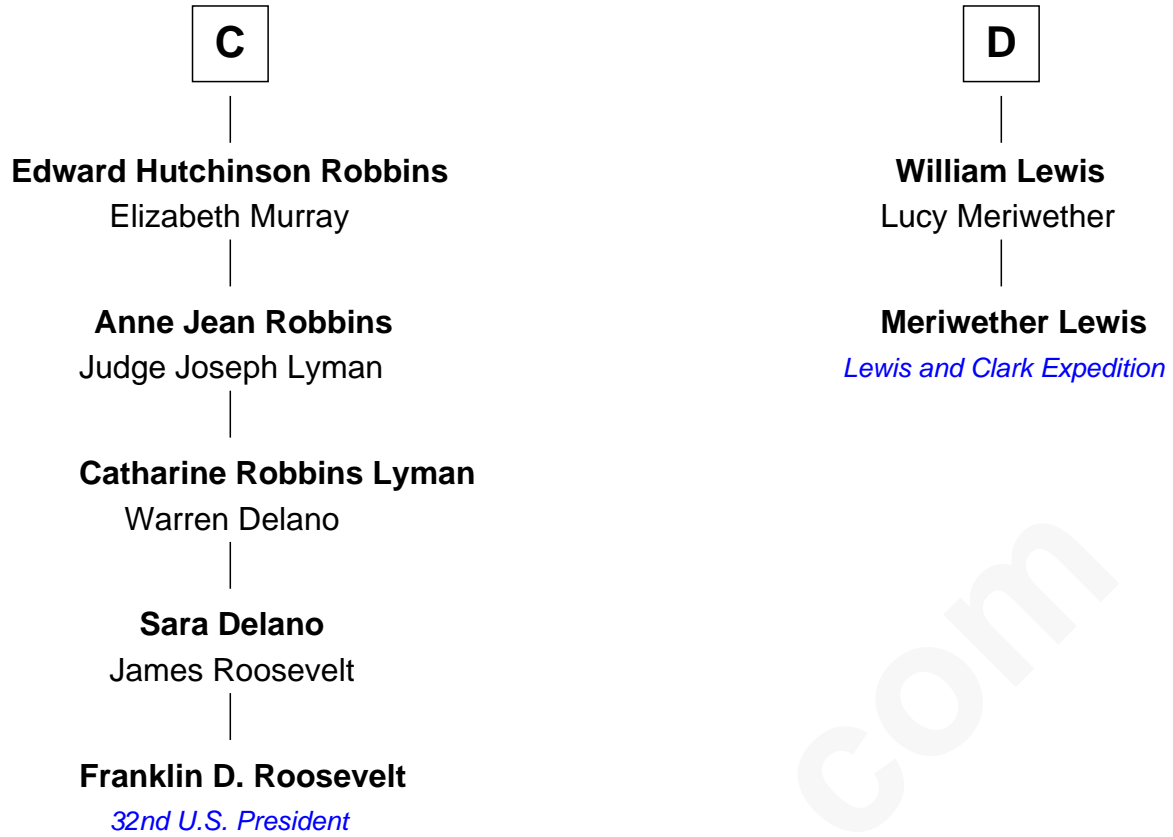 C
Edward Hutchinson Robbins
Elizabeth Murray
Anne Jean Robbins
Judge Joseph Lyman
Catharine Robbins Lyman
Warren Delano
Sara Delano
James Roosevelt
Franklin D. Roosevelt
32nd U.S. President
D
William Lewis
Lucy Meriwether
Meriwether Lewis
Lewis and Clark Expedition
com